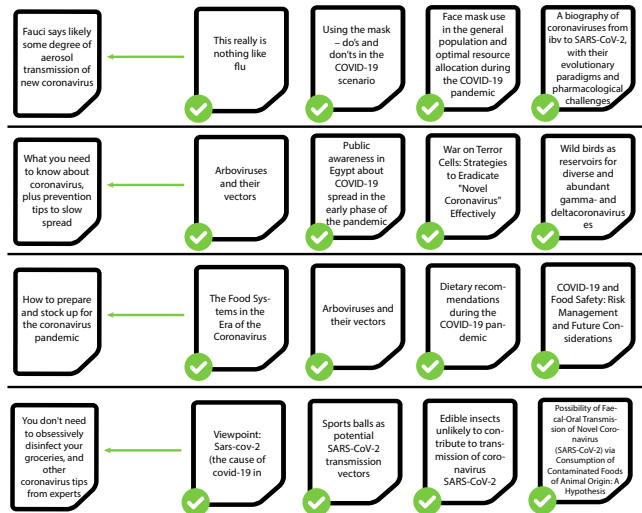 Fauci says likely
some degree of
aerosol
transmission of
new coronavirus
This really is
nothing like
flu
Using the mask
– do's and
don'ts in the
COVID-19
scenario
Face mask use
in the general
population and
optimal resource
allocation during
the COVID-19
pandemic
A biography of
coronaviruses from
ibv to SARS-CoV-2,
with their
evolutionary
paradigms and
pharmacological
challenges
What you need
to know about
coronavirus,
plus prevention
tips to slow
spread
Arboviruses
and their
vectors
Public
awareness in
Egypt about
COVID-19
spread in the
early phase of
the pandemic
War on Terror
Cells: Strategies
to Eradicate
"Novel
Coronavirus"
Effectively
Wild birds as
reservoirs for
diverse and
abundant
gamma- and
deltacoronavirus
es
How to prepare
and stock up for
the coronavirus
pandemic
The Food Sys-
tems in the
Era of the
Coronavirus
Arboviruses and
their vectors
Dietary recom-
mendations
during the
COVID-19 pan-
demic
COVID-19 and
Food Safety: Risk
Management
and Future Con-
siderations
You don't need
to obsessively
disinfect your
groceries, and
other
coronavirus tips
from experts
Viewpoint:
Sars-cov-2
(the cause of
covid-19 in
Sports balls as
potential
SARS-CoV-2
transmission
vectors
Edible insects
unlikely to con-
tribute to trans-
mission of coro-
navirus
SARS-CoV-2
Possibility of Fae-
cal-Oral Transmis-
sion of Novel Coro-
navirus
(SARS-CoV-2) via
Consumption of
Contaminated Foods
of Animal Origin: A
Hypothesis